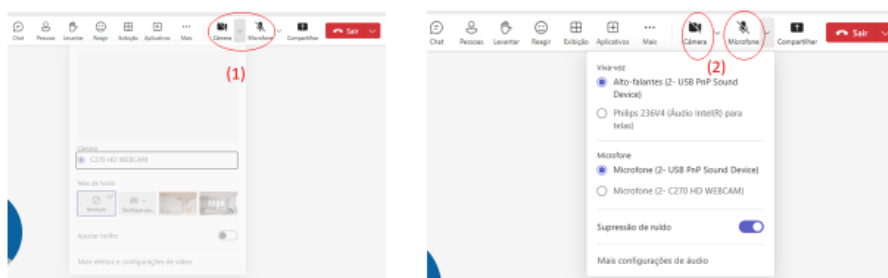 Chat Pessoas Levantar Reagir Exibição Aplicativos Mais Câmera Microfone Compartilhar Sair
(1)
Câmera
C270 HD WEBCAM
Mais de fundo
Nenhum
Ajustar brilho
Mais efeitos e configurações de vídeo
Chat Pessoas Levantar Reagir Exibição Aplicativos Mais Câmera Microfone Compartilhar Sair
(2)
Viva-voz
Alto-falantes (2- USB PnP Sound
Device)
Philips 236V4 (Áudio Intel(R) para
telas)
Microfone
Microfone (2- USB PnP Sound Device)
Microfone (2- C270 HD WEBCAM)
Supressão de ruído
Mais configurações de áudio